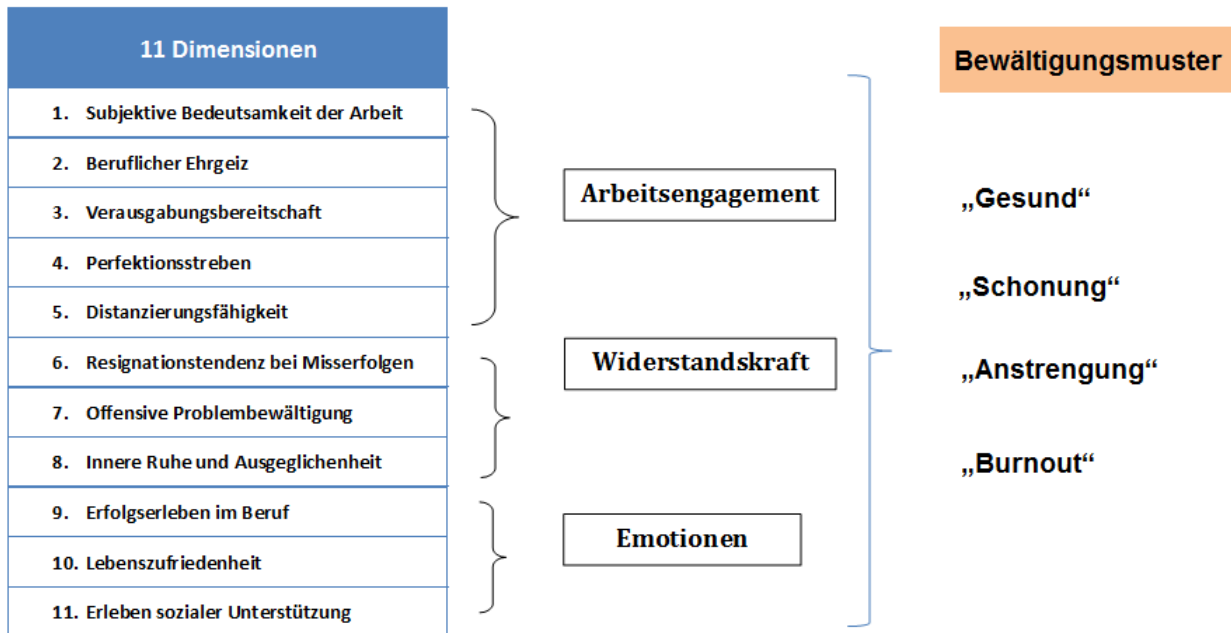 11 Dimensionen
1. Subjektive Bedeutsamkeit der Arbeit
2. Beruflicher Ehrgeiz
3. Verausgabungsbereitschaft
4. Perfektionsstreben
5. Distanzierungsfähigkeit
6. Resignationstendenz bei Misserfolgen
7. Offensive Problembewältigung
8. Innere Ruhe und Ausgeglichenheit
9. Erfolgserleben im Beruf
10. Lebenszufriedenheit
11. Erleben sozialer Unterstützung
Arbeitsengagement
Widerstandskraft
Emotionen
Bewältigungsmuster
„Gesund“
„Schonung“
„Anstrengung“
„Burnout“